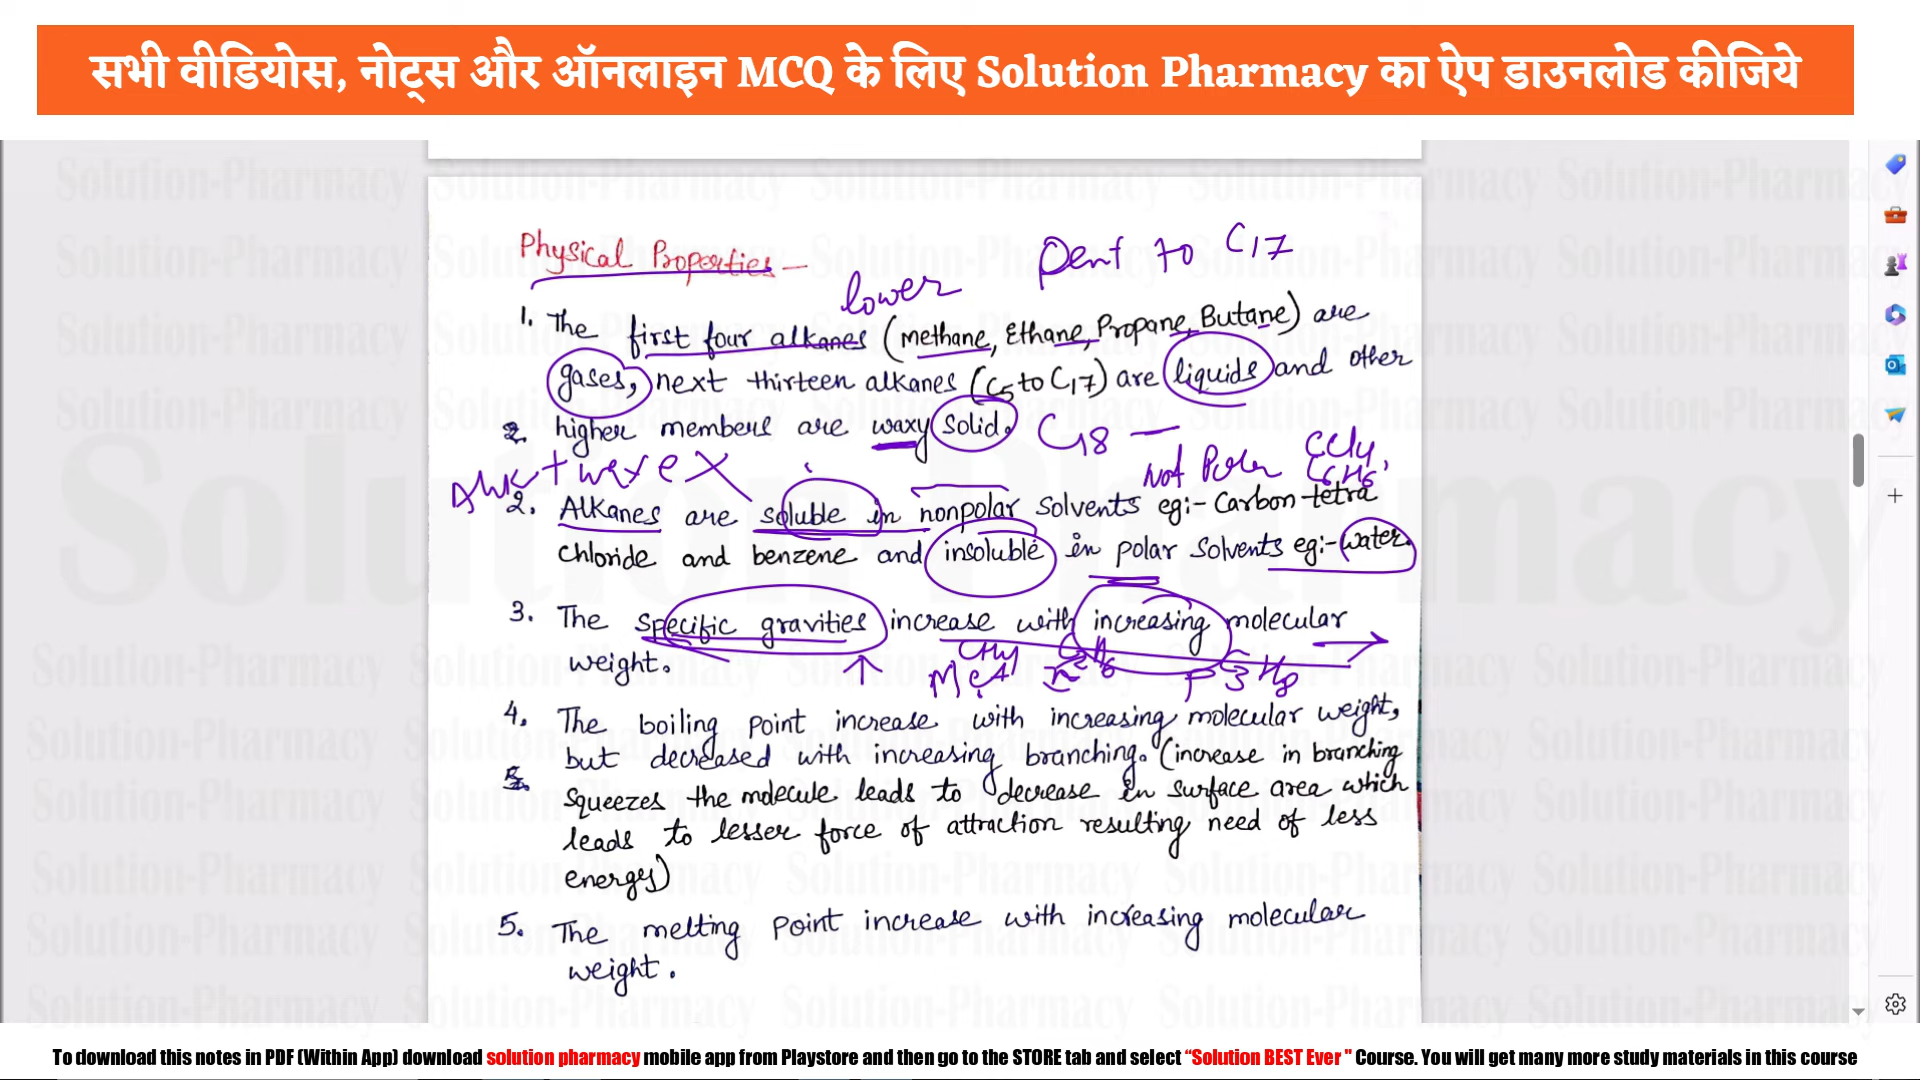 सभी वीडियोस, नोट्स और ऑनलाइन MCQ के लिए Solution Pharmacy का ऐप डाउनलोड कीजिये
Physical Properties -
Pent to C17
lower
1. The first four alkanes (methane, Ethane, Propane, Butane) are
gases, next thirteen alkanes (C5 to C17) are liquids and other
higher members are waxy solid. C18 —
Not Polar CCl4,
C6H6
2. Alkanes are soluble in nonpolar solvents eg:- Carbon tetra
chloride and benzene and insoluble in polar solvents eg:- water.
3. The specific gravities increase with increasing molecular
weight.
CH4 C2H6 C3H8
4. The boiling point increase with increasing molecular weight,
but decreased with increasing branching. (increase in branching
squeezes the molecule leads to decrease in surface area which
leads to lesser force of attraction resulting need of less
energy)
5. The melting point increase with increasing molecular
weight.
Solution-Pharmacy
To download this notes in PDF (Within App) download solution pharmacy mobile app from Playstore and then go to the STORE tab and select “Solution BEST Ever " Course. You will get many more study materials in this course